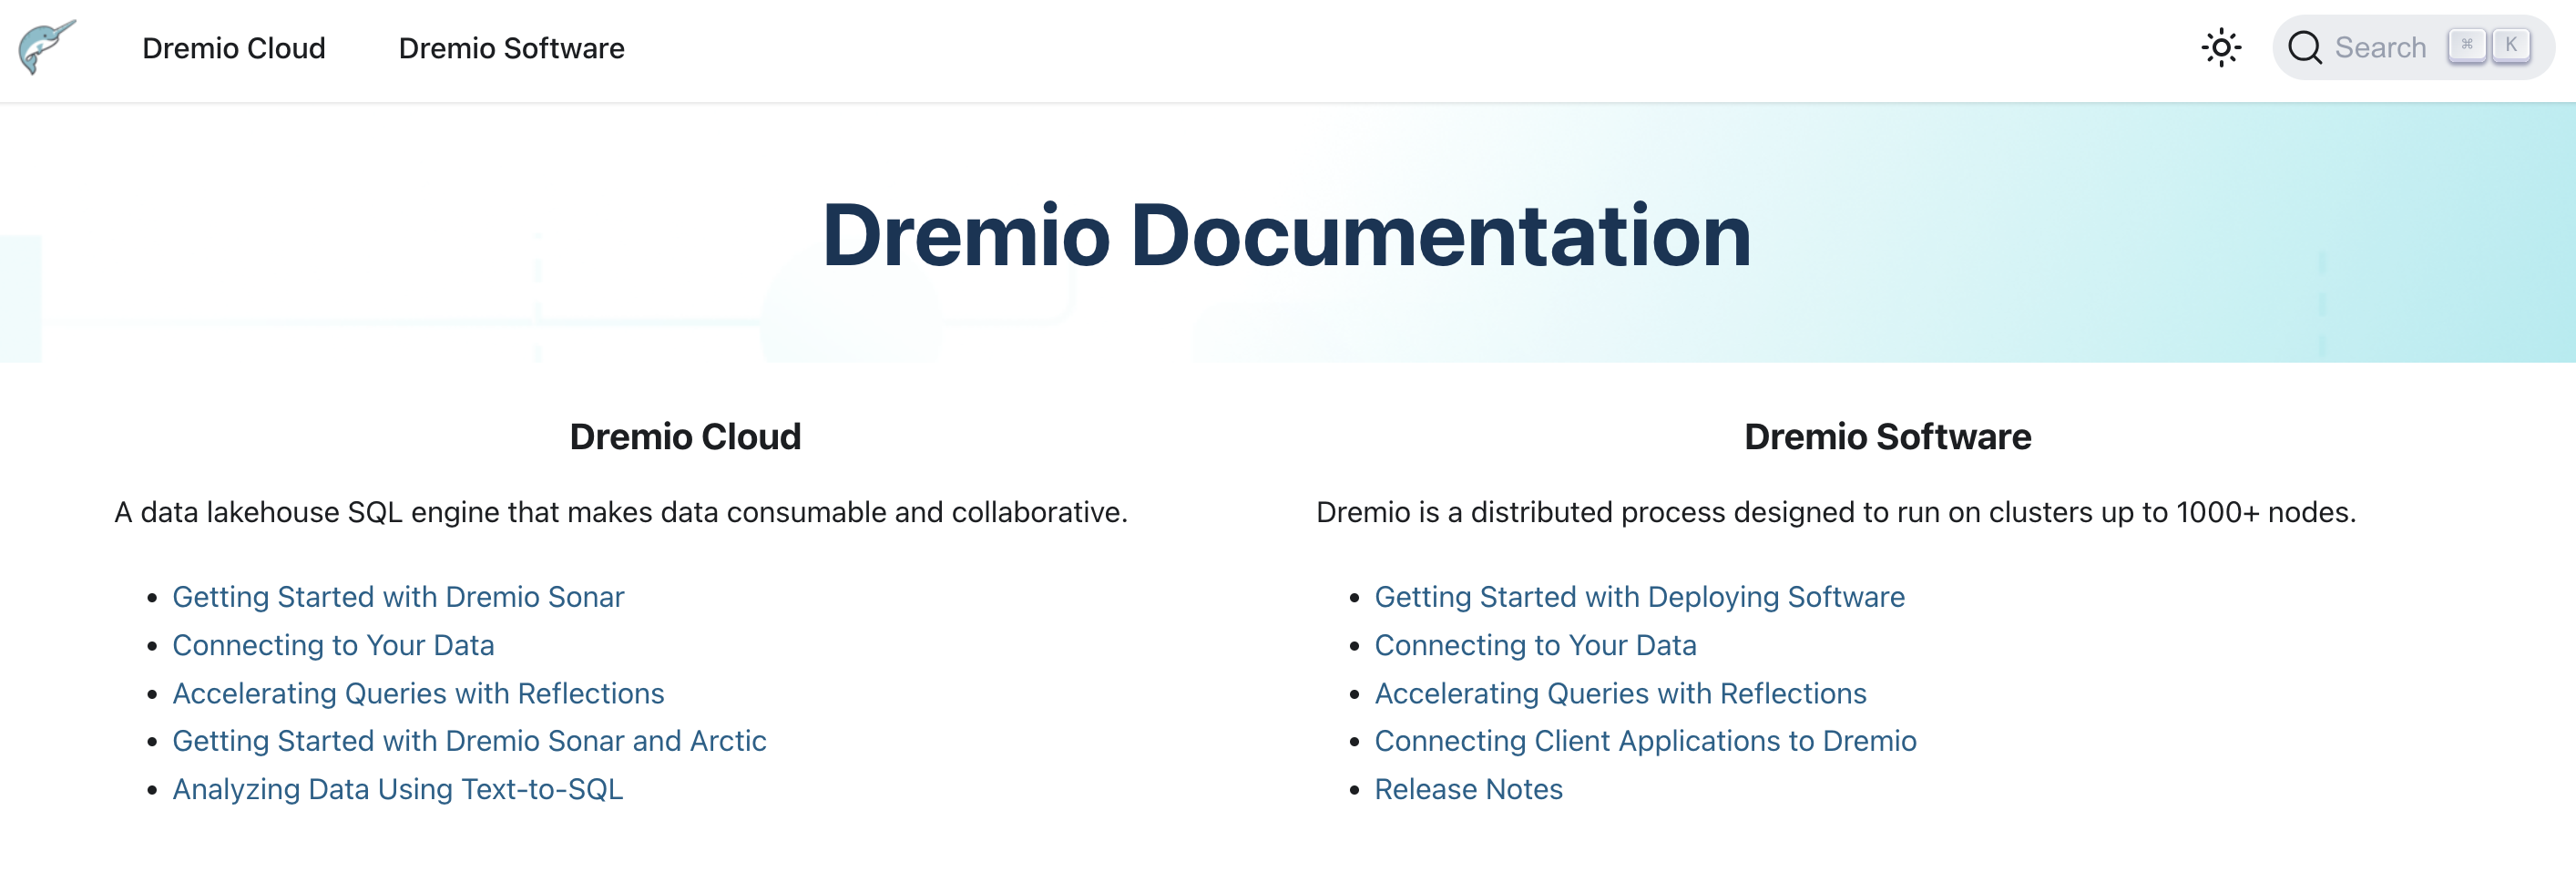 Dremio Cloud
Dremio Software
Search ⌘ K
Dremio Documentation
Dremio Cloud
A data lakehouse SQL engine that makes data consumable and collaborative.
Getting Started with Dremio Sonar
Connecting to Your Data
Accelerating Queries with Reflections
Getting Started with Dremio Sonar and Arctic
Analyzing Data Using Text-to-SQL
Dremio Software
Dremio is a distributed process designed to run on clusters up to 1000+ nodes.
Getting Started with Deploying Software
Connecting to Your Data
Accelerating Queries with Reflections
Connecting Client Applications to Dremio
Release Notes